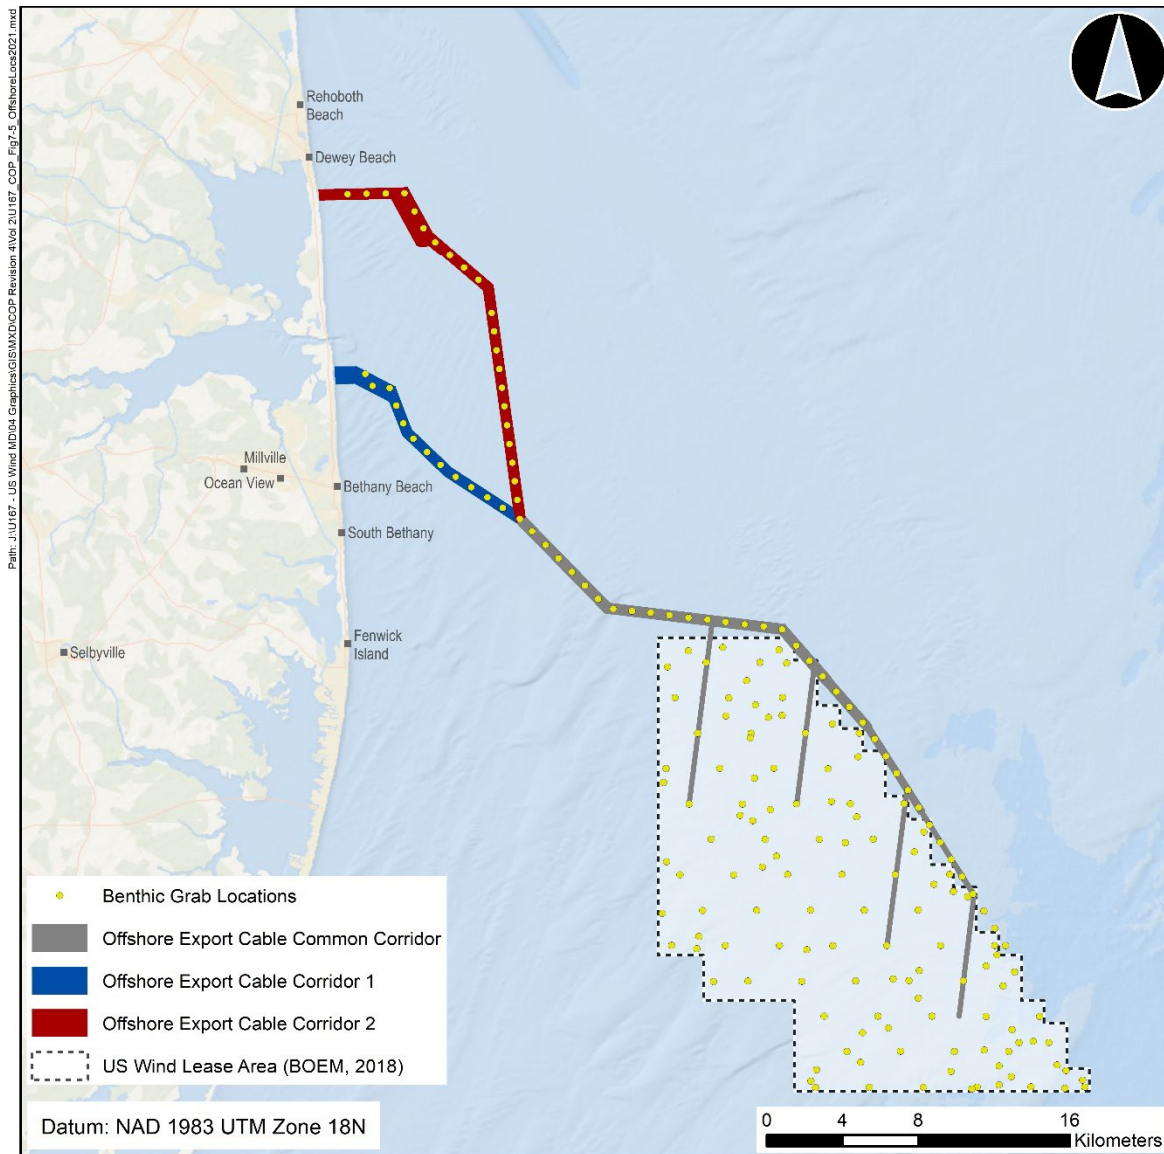 Path: J:\U167 - US Wind MD\04 Graphics\GIS\MXD\COP Revision 4\Vol 2\U167_COP_Fig7-5_OffshoreLocs2021.mxd
Rehoboth
Beach
Dewey Beach
Millville
Ocean View
Bethany Beach
South Bethany
Fenwick
Island
Selbyville
Benthic Grab Locations
Offshore Export Cable Common Corridor
Offshore Export Cable Corridor 1
Offshore Export Cable Corridor 2
US Wind Lease Area (BOEM, 2018)
Datum: NAD 1983 UTM Zone 18N
0 4 8 16
Kilometers